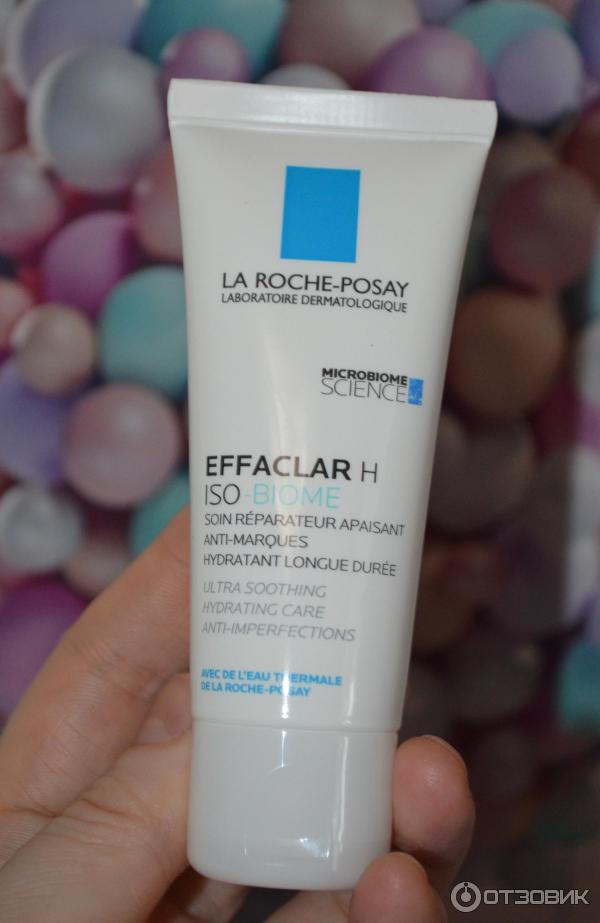 LA ROCHE-POSAY
LABORATOIRE DERMATOLOGIQUE
MICROBIOME
SCIENCE
EFFACLAR H
ISO-BIOME
SOIN RÉPARATEUR APAISANT
ANTI-MARQUES
HYDRATANT LONGUE DURÉE
ULTRA SOOTHING
HYDRATING CARE
ANTI-IMPERFECTIONS
AVEC DE L'EAU THERMALE
DE LA ROCHE-POSAY
ОТЗОВИК